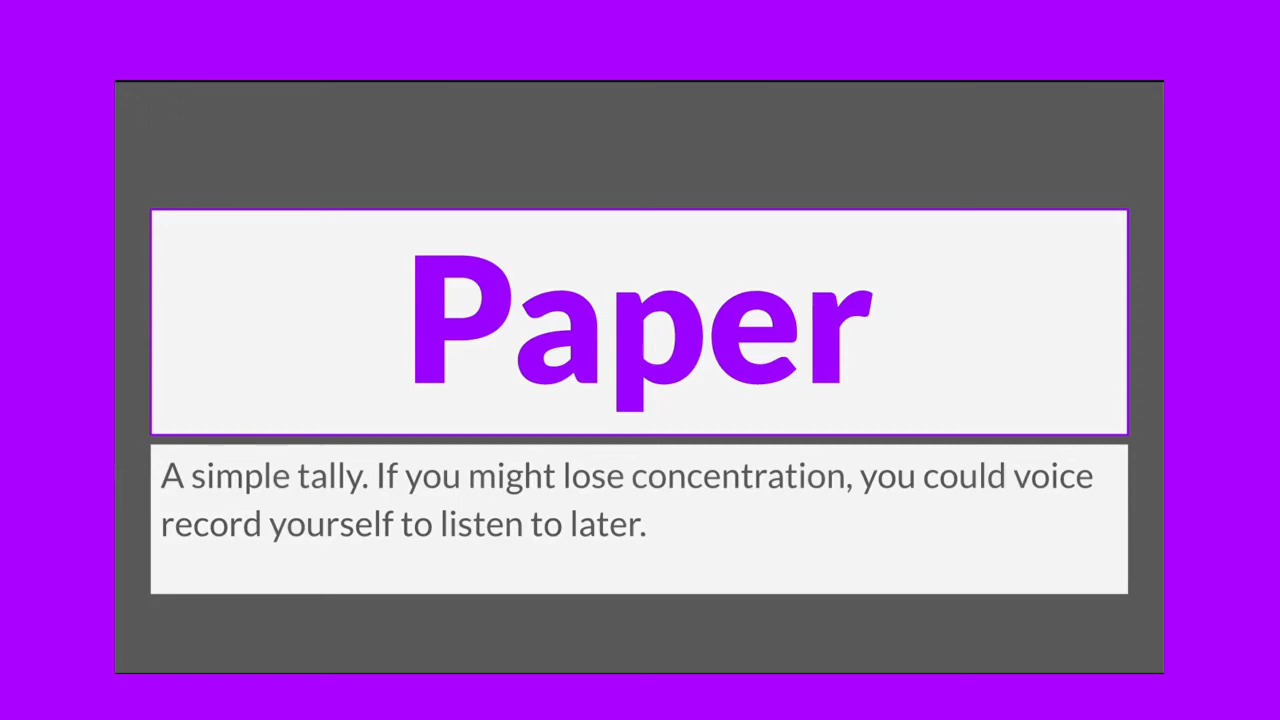 Paper
A simple tally. If you might lose concentration, you could voice
record yourself to listen to later.